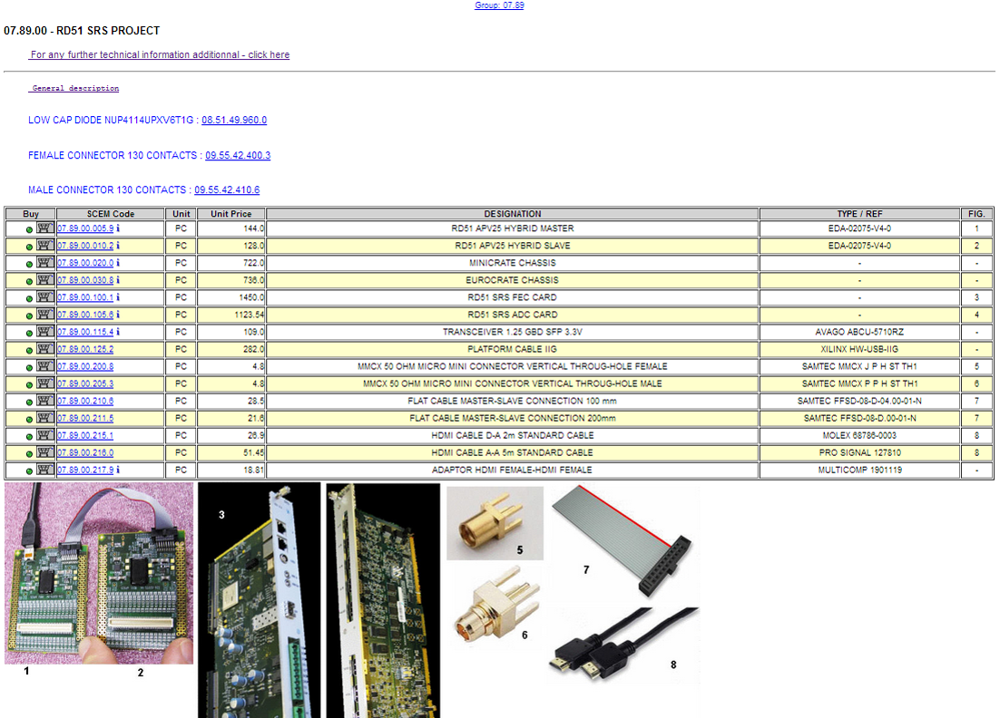 Group: 07.89
07.89.00 - RD51 SRS PROJECT
For any further technical information additionnal - click here
General description
LOW CAP DIODE NUP4114UPXV6T1G : 08.51.49.960.0
FEMALE CONNECTOR 130 CONTACTS : 09.55.42.400.3
MALE CONNECTOR 130 CONTACTS : 09.55.42.410.6
Buy SCEM Code Unit Unit Price DESIGNATION TYPE / REF FIG.
07.89.00.005.9 i PC 144.0 RD51 APV25 HYBRID MASTER EDA-02075-V4-0 1
07.89.00.010.2 i PC 128.0 RD51 APV25 HYBRID SLAVE EDA-02075-V4-0 2
07.89.00.020.0 i PC 722.0 MINICRATE CHASSIS - -
07.89.00.030.8 i PC 736.0 EUROCRATE CHASSIS - -
07.89.00.100.1 i PC 1450.0 RD51 SRS FEC CARD - 3
07.89.00.105.6 i PC 1123.54 RD51 SRS ADC CARD - 4
07.89.00.115.4 i PC 109.0 TRANSCEIVER 1.25 GBD SFP 3.3V AVAGO ABCU-5710RZ -
07.89.00.125.2 PC 282.0 PLATFORM CABLE IIG XILINX HW-USB-IIG -
07.89.00.200.8 PC 4.8 MMCX 50 OHM MICRO MINI CONNECTOR VERTICAL THROUG-HOLE FEMALE SAMTEC MMCX J P H ST TH1 5
07.89.00.205.3 PC 4.8 MMCX 50 OHM MICRO MINI CONNECTOR VERTICAL THROUG-HOLE MALE SAMTEC MMCX P P H ST TH1 6
07.89.00.210.6 PC 28.5 FLAT CABLE MASTER-SLAVE CONNECTION 100 mm SAMTEC FFSD-08-D-04.00-01-N 7
07.89.00.211.5 PC 21.6 FLAT CABLE MASTER-SLAVE CONNECTION 200mm SAMTEC FFSD-08-D.00-01-N 7
07.89.00.215.1 PC 26.9 HDMI CABLE D-A 2m STANDARD CABLE MOLEX 68786-0003 8
07.89.00.216.0 PC 51.45 HDMI CABLE A-A 5m STANDARD CABLE PRO SIGNAL 127810 8
07.89.00.217.9 i PC 18.81 ADAPTOR HDMI FEMALE-HDMI FEMALE MULTICOMP 1901119 -
3
5
7
6
8
1
2